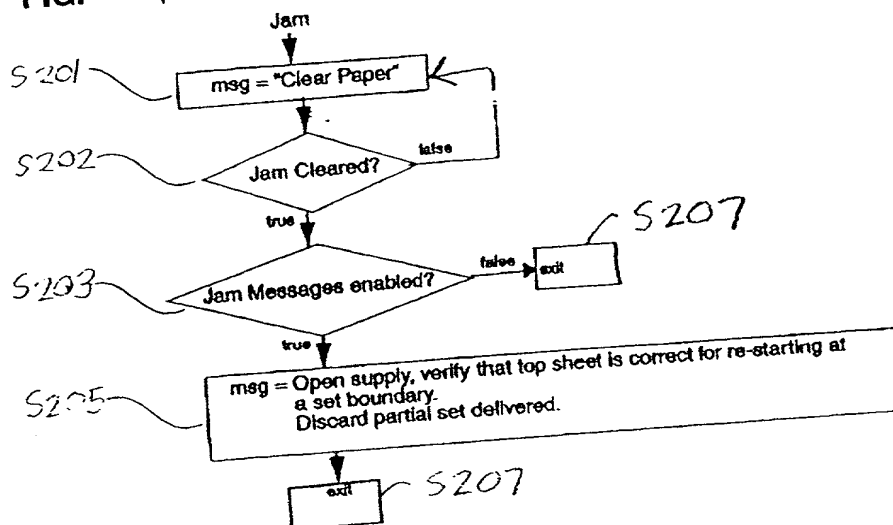 Jam
S201
msg = "Clear Paper"
S202
Jam Cleared?
false
true
S207
S203
Jam Messages enabled?
false
exit
true
S205
msg = Open supply, verify that top sheet is correct for re-starting at
a set boundary.
Discard partial set delivered.
exit
S207